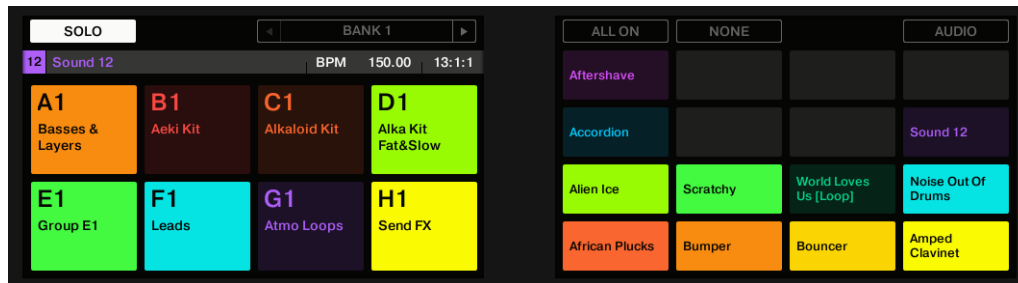 SOLO
BANK 1
12 Sound 12
BPM 150.00 13:1:1
A1
Basses &
Layers
B1
Aeki Kit
C1
Alkaloid Kit
D1
Alka Kit
Fat&Slow
E1
Group E1
F1
Leads
G1
Atmo Loops
H1
Send FX
ALL ON
NONE
AUDIO
Aftershave
Accordion
Sound 12
Alien Ice
Scratchy
World Loves
Us [Loop]
Noise Out Of
Drums
African Plucks
Bumper
Bouncer
Amped
Clavinet